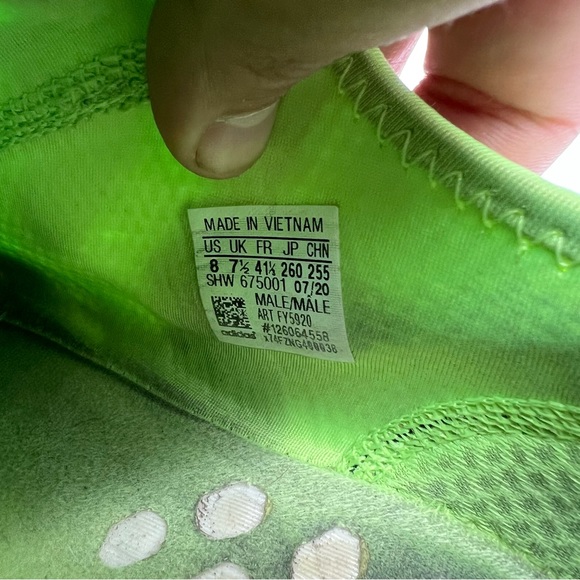 MADE IN VIETNAM
US UK FR JP CHN
8 7½ 41⅓ 260 255
SHW 675001 07/20
MALE/MÂLE
ART FY5920
#126064558
adidas